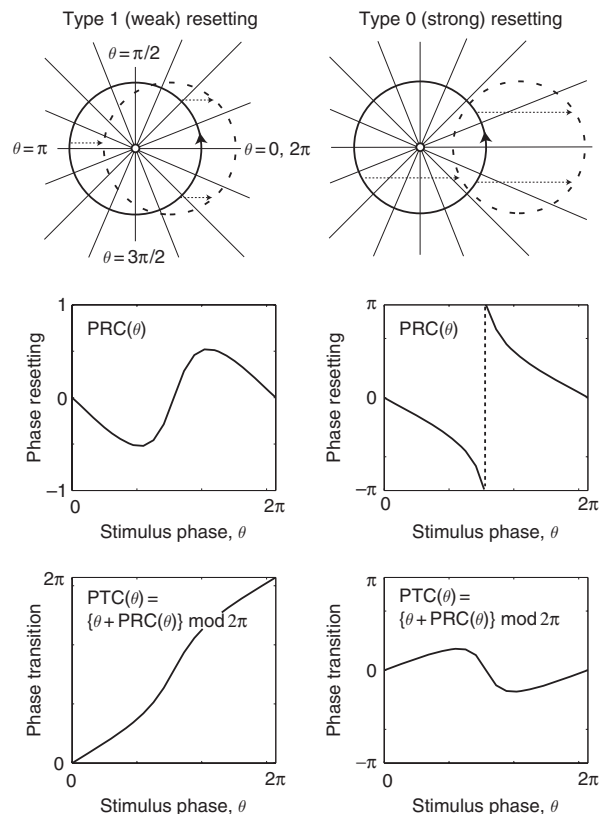 Type 1 (weak) resetting
Type 0 (strong) resetting
θ = π/2
θ = π
θ = 0, 2π
θ = 3π/2
1
PRC(θ)
Phase resetting
0
−1
0
2π
Stimulus phase, θ
π
PRC(θ)
Phase resetting
0
−π
0
2π
Stimulus phase, θ
2π
PTC(θ) =
{θ + PRC(θ)} mod 2π
Phase transition
0
0
2π
Stimulus phase, θ
π
PTC(θ) =
{θ + PRC(θ)} mod 2π
Phase transition
0
−π
0
2π
Stimulus phase, θ